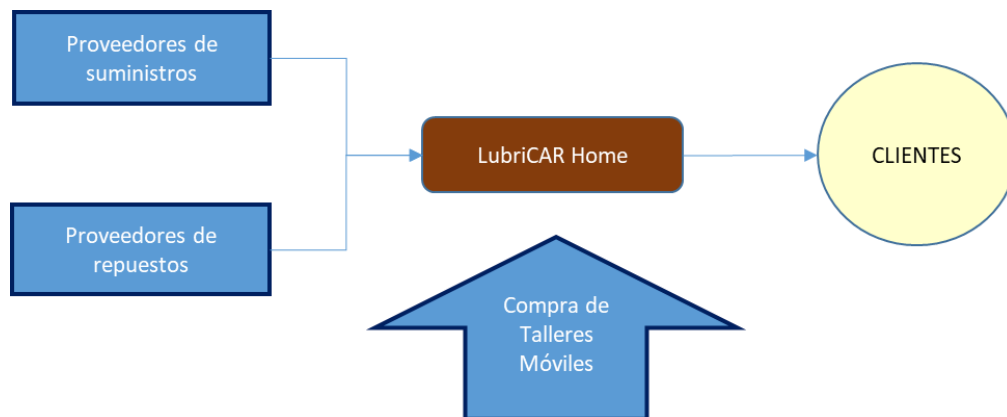 Proveedores de
suministros
LubriCAR Home
CLIENTES
Proveedores de
repuestos
Compra de
Talleres
Móviles